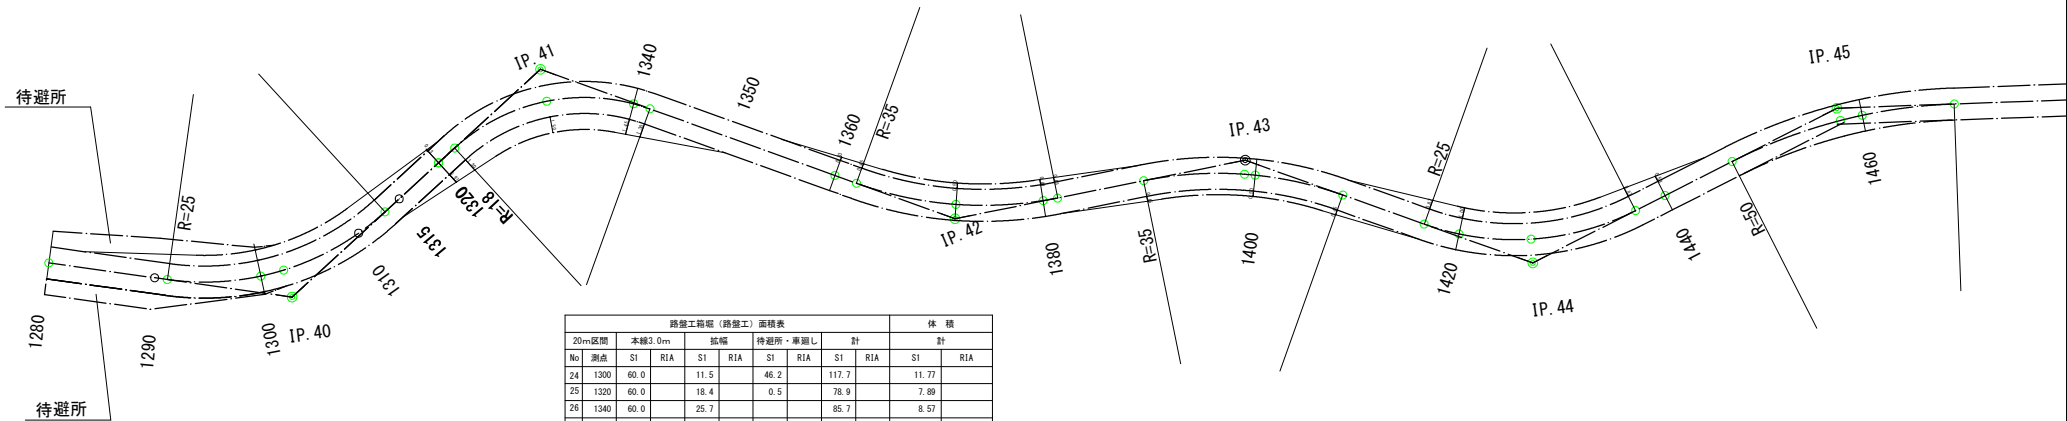 待避所
IP. 41
1340
1350
1360
R=35
IP. 43
R=25
IP. 45
1460
R=25
1320
R=18
1315
1310
IP. 42
1380
R=35
1400
1420
1440
R=50
IP. 44
1280
1290
1300
IP. 40
待避所
路盤工箱堀（路盤工）面積表 体 積
20m区間 本線3.0m 拡幅 待避所・車廻し 計 計
No 測点 S1 R1A S1 R1A S1 R1A S1 R1A S1 R1A
24 1300 60.0 11.5 46.2 117.7 11.77
25 1320 60.0 18.4 0.5 78.9 7.89
26 1340 60.0 25.7 85.7 8.57